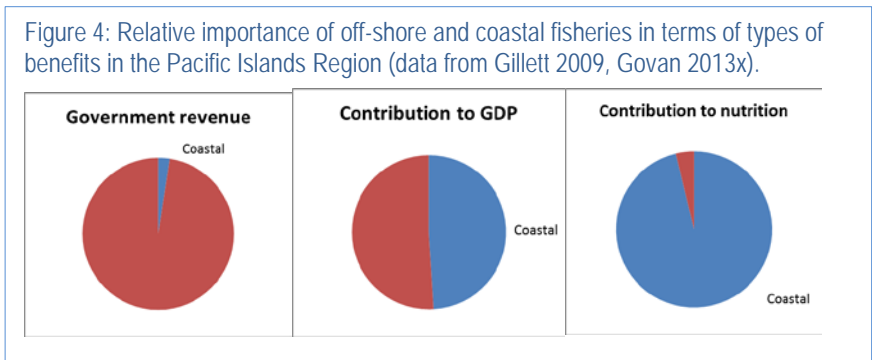 Figure 4: Relative importance of off-shore and coastal fisheries in terms of types of
benefits in the Pacific Islands Region (data from Gillett 2009, Govan 2013x).
Government revenue
Coastal
Contribution to GDP
Coastal
Contribution to nutrition
Coastal